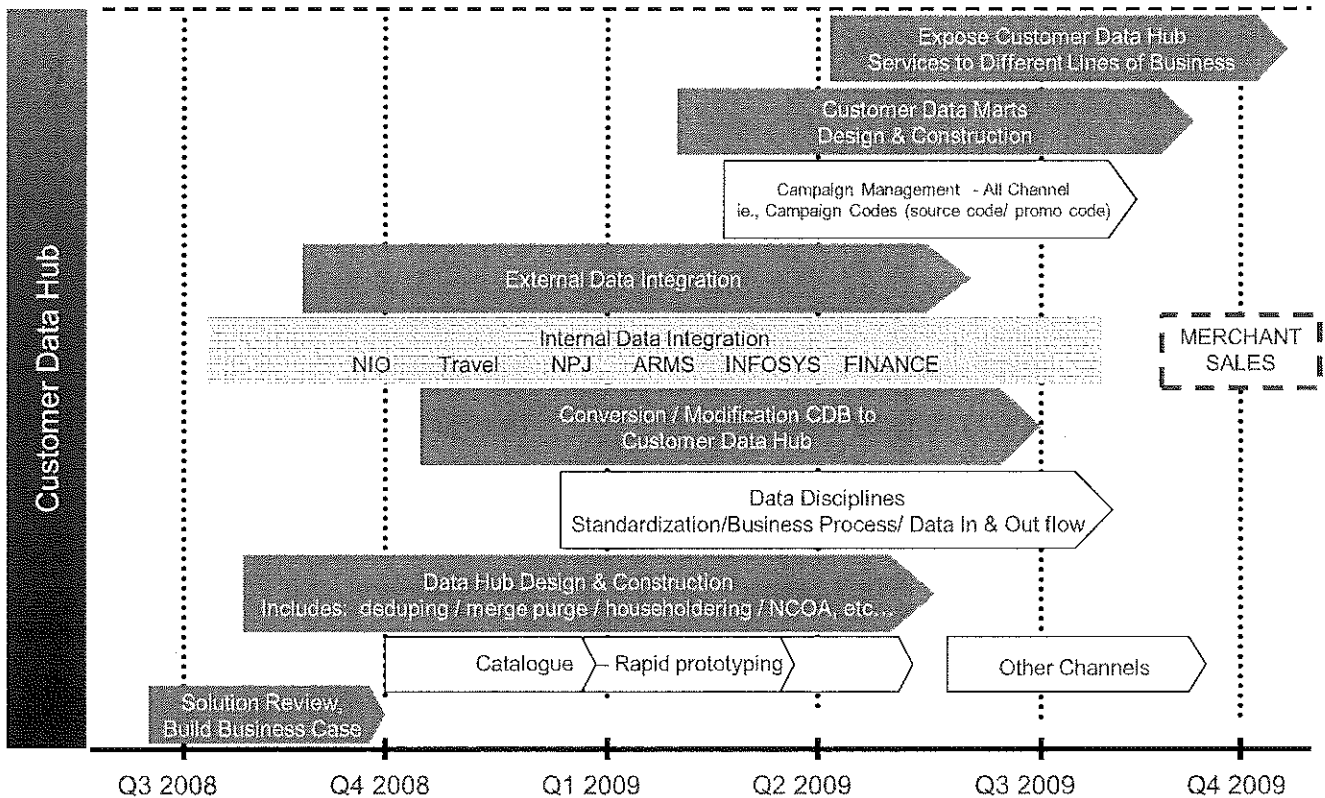 Customer Data Hub
Expose Customer Data Hub
Services to Different Lines of Business
Customer Data Marts
Design & Construction
Campaign Management - All Channel
ie., Campaign Codes (source code/ promo code)
External Data Integration
Internal Data Integration
NIO Travel NPJ ARMS INFOSYS FINANCE
MERCHANT
SALES
Conversion / Modification CDB to
Customer Data Hub
Data Disciplines
Standardization/Business Process/ Data In & Out flow
Data Hub Design & Construction
Includes: deduping / merge purge / householdering / NCOA, etc...
Catalogue – Rapid prototyping
Other Channels
Solution Review,
Build Business Case
Q3 2008 Q4 2008 Q1 2009 Q2 2009 Q3 2009 Q4 2009